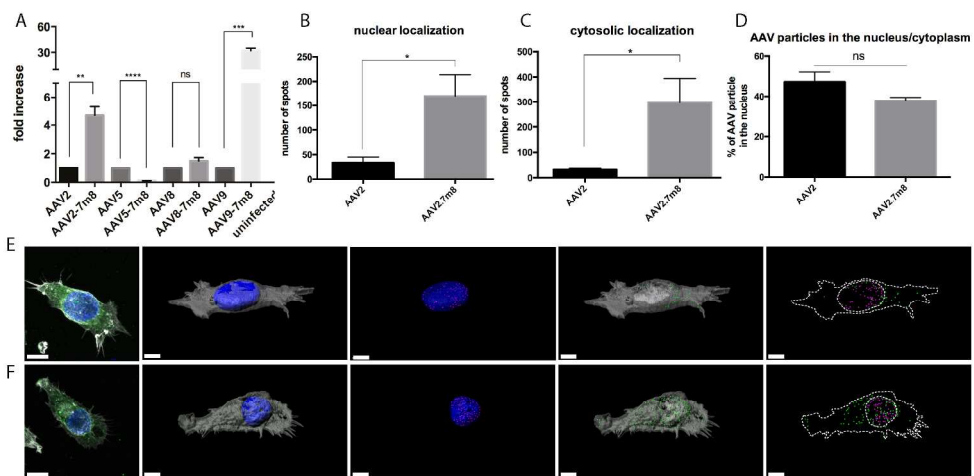 A
fold increase
60
30
6
4
2
0
**
****
ns
***
AAV2
AAV2-7m8
AAV5
AAV5-7m8
AAV8
AAV8-7m8
AAV9
AAV9-7m8
uninfected
B
nuclear localization
number of spots
250
200
150
100
50
0
*
AAV2
AAV2.7m8
C
cytosolic localization
number of spots
500
400
300
200
100
0
*
AAV2
AAV2.7m8
D
AAV particles in the nucleus/cytoplasm
% of AAV particle
in the nucleus
60
40
20
0
ns
AAV2
AAV2.7m8
E
F